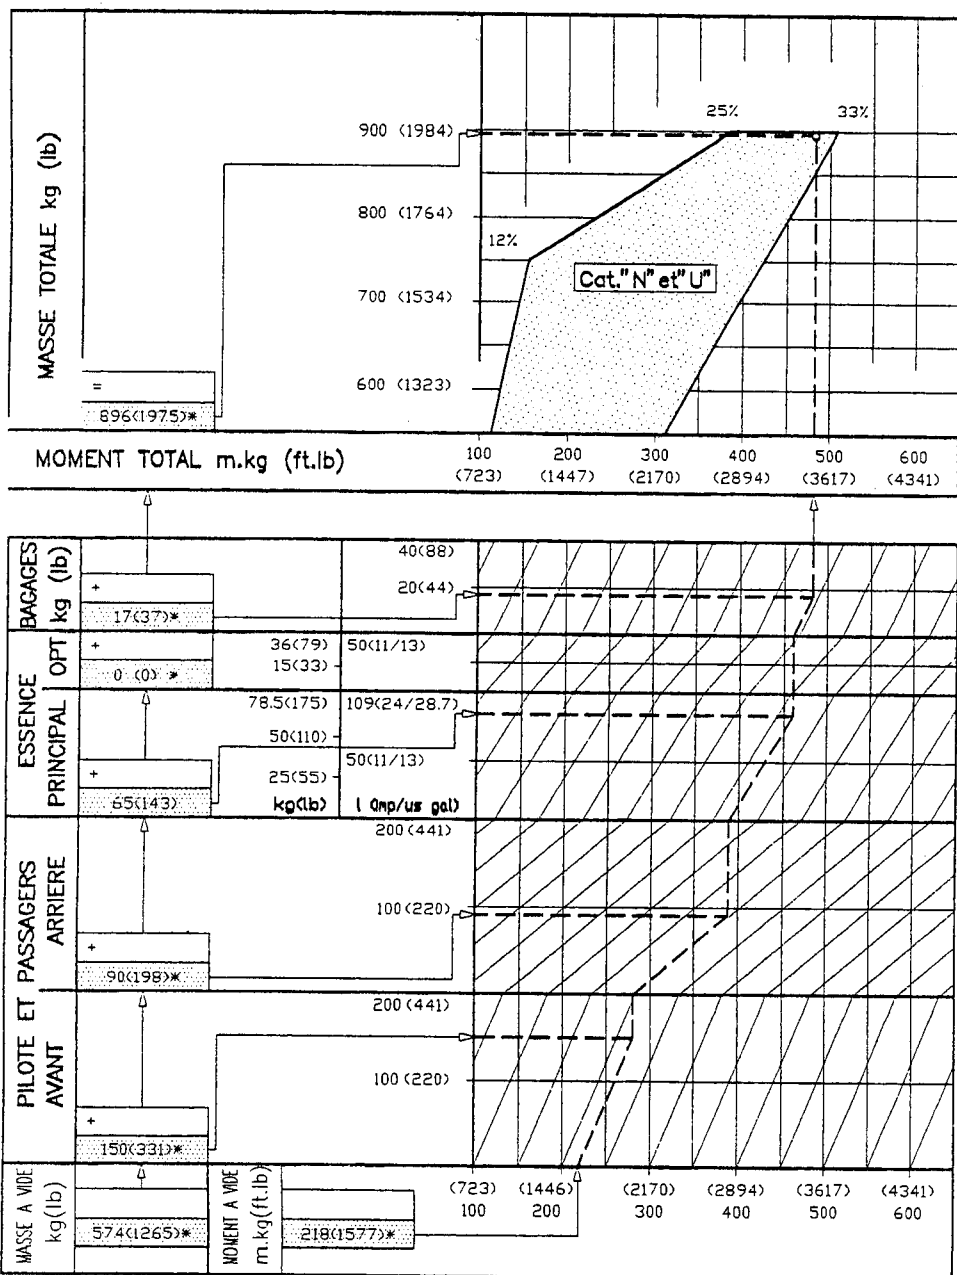 MASSE TOTALE kg (lb)
25%
33%
900 (1984)
800 (1764)
12%
Cat."N" et"U"
700 (1534)
600 (1323)
=
896(1975)*
MOMENT TOTAL m.kg (ft.lb)
100 200 300 400 500 600
(723) (1447) (2170) (2894) (3617) (4341)
BAGAGES kg (lb)
40(88)
20(44)
+
17(37)*
ESSENCE
OPT
+
0 (0) *
36(79) 50(11/13)
15(33)
PRINCIPAL
78.5(175) 109(24/28.7)
50(110)
50(11/13)
25(55)
+
65(143)
kg(lb) l (imp/us gal)
PILOTE ET PASSAGERS
ARRIERE
200(441)
100(220)
+
90(198)*
AVANT
200(441)
100(220)
+
150(331)*
MASSE A VIDE kg(lb)
574(1265)*
MOMENT A VIDE m.kg(ft.lb)
218(1577)*
(723) (1446) (2170) (2894) (3617) (4341)
100 200 300 400 500 600